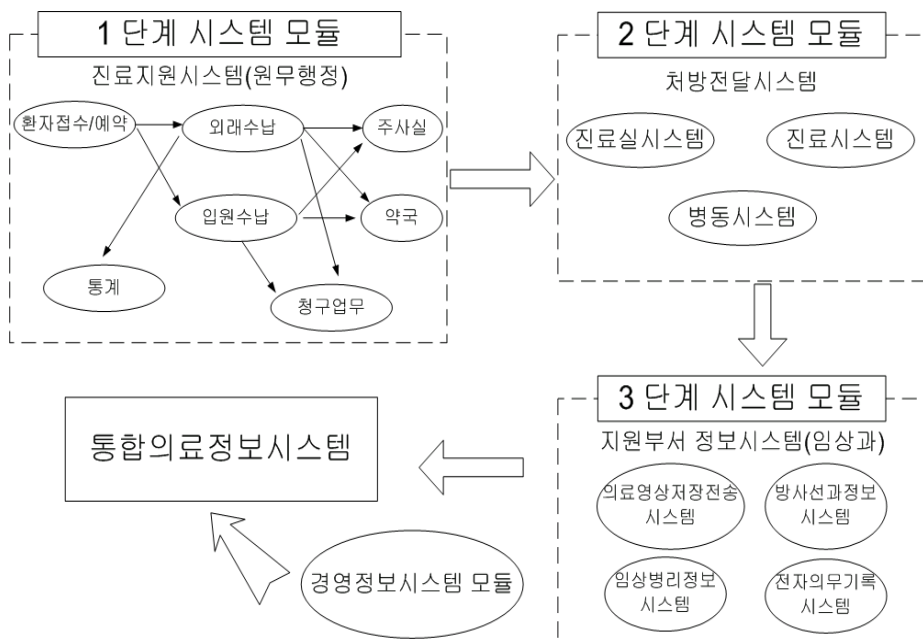 1 단계 시스템 모듈
진료지원시스템(원무행정)
환자접수/예약
외래수납
주사실
입원수납
약국
통계
청구업무
2 단계 시스템 모듈
처방전달시스템
진료실시스템
진료시스템
병동시스템
3 단계 시스템 모듈
지원부서 정보시스템(임상과)
의료영상저장전송
시스템
방사선과정보
시스템
임상병리정보
시스템
전자의무기록
시스템
통합의료정보시스템
경영정보시스템 모듈